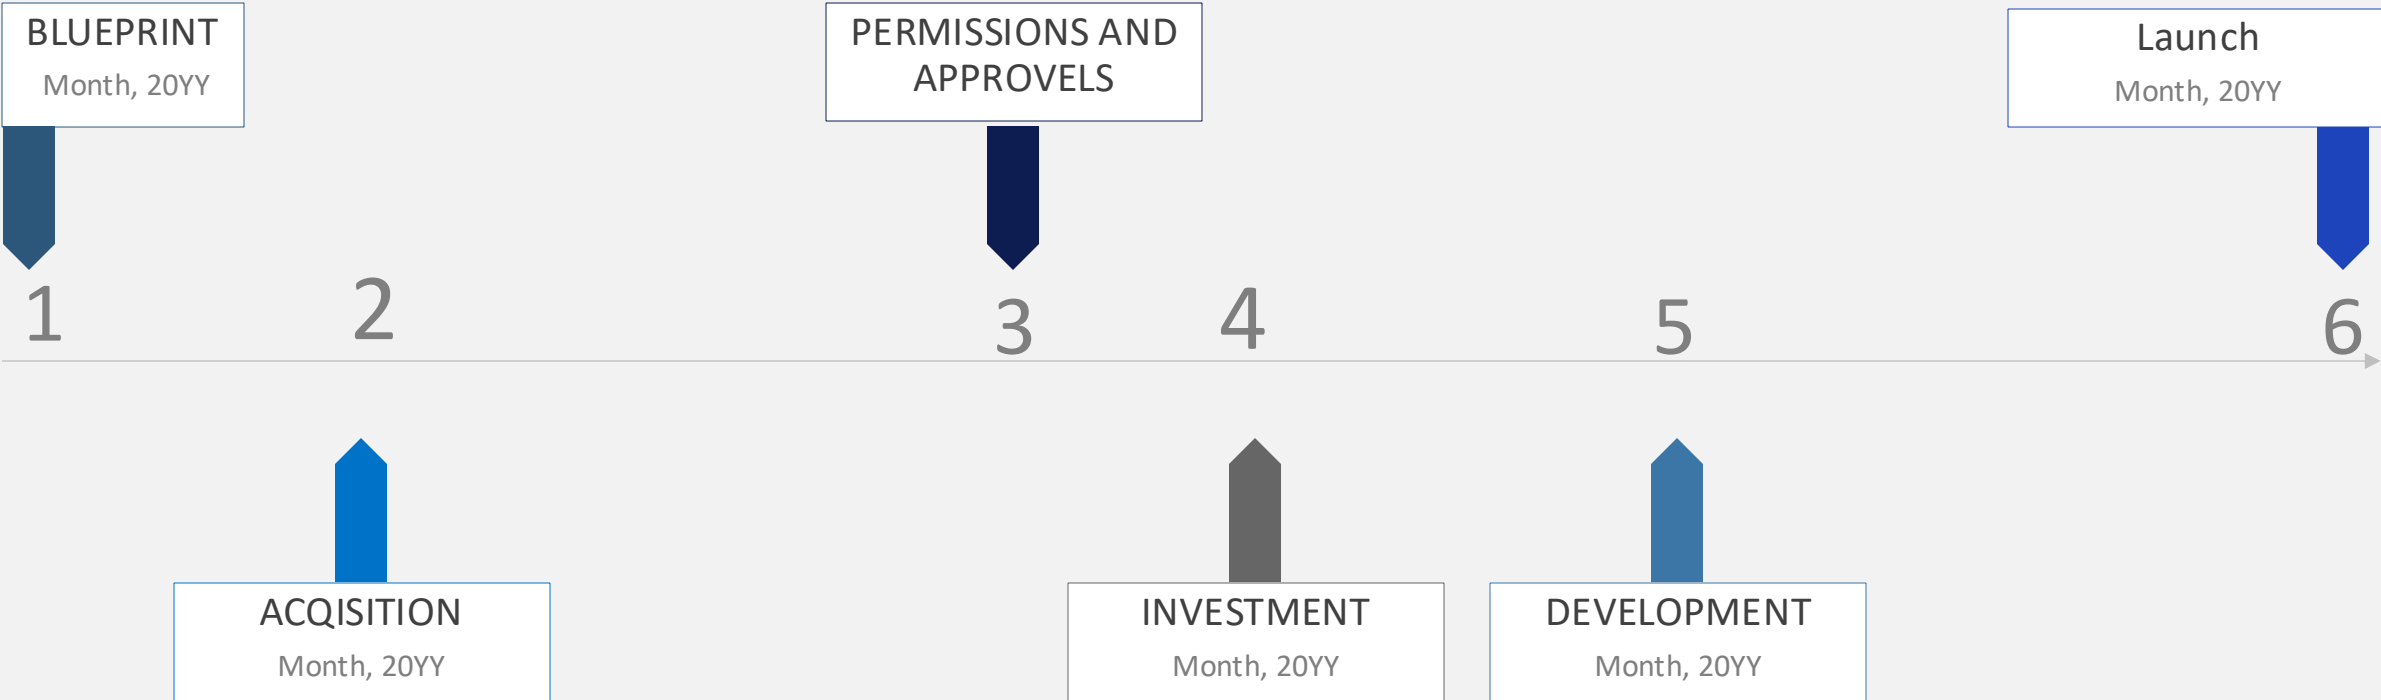 BLUEPRINT
Month, 20YY
PERMISSIONS AND
APPROVELS
Launch
Month, 20YY
1
2
3
4
5
6
ACQISITION
Month, 20YY
INVESTMENT
Month, 20YY
DEVELOPMENT
Month, 20YY